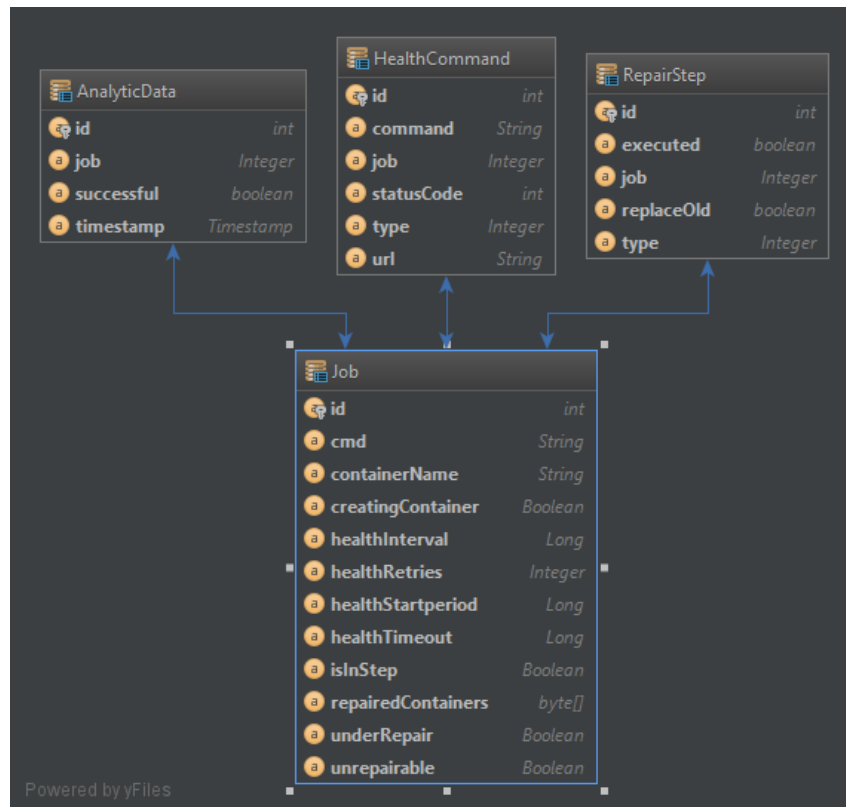 AnalyticData
id int
job Integer
successful boolean
timestamp Timestamp
HealthCommand
id int
command String
job Integer
statusCode int
type Integer
url String
RepairStep
id int
executed boolean
job Integer
replaceOld boolean
type Integer
Job
id int
cmd String
containerName String
creatingContainer Boolean
healthInterval Long
healthRetries Integer
healthStartperiod Long
healthTimeout Long
isInStep Boolean
repairedContainers byte[]
underRepair Boolean
unrepairable Boolean
Powered by yFiles